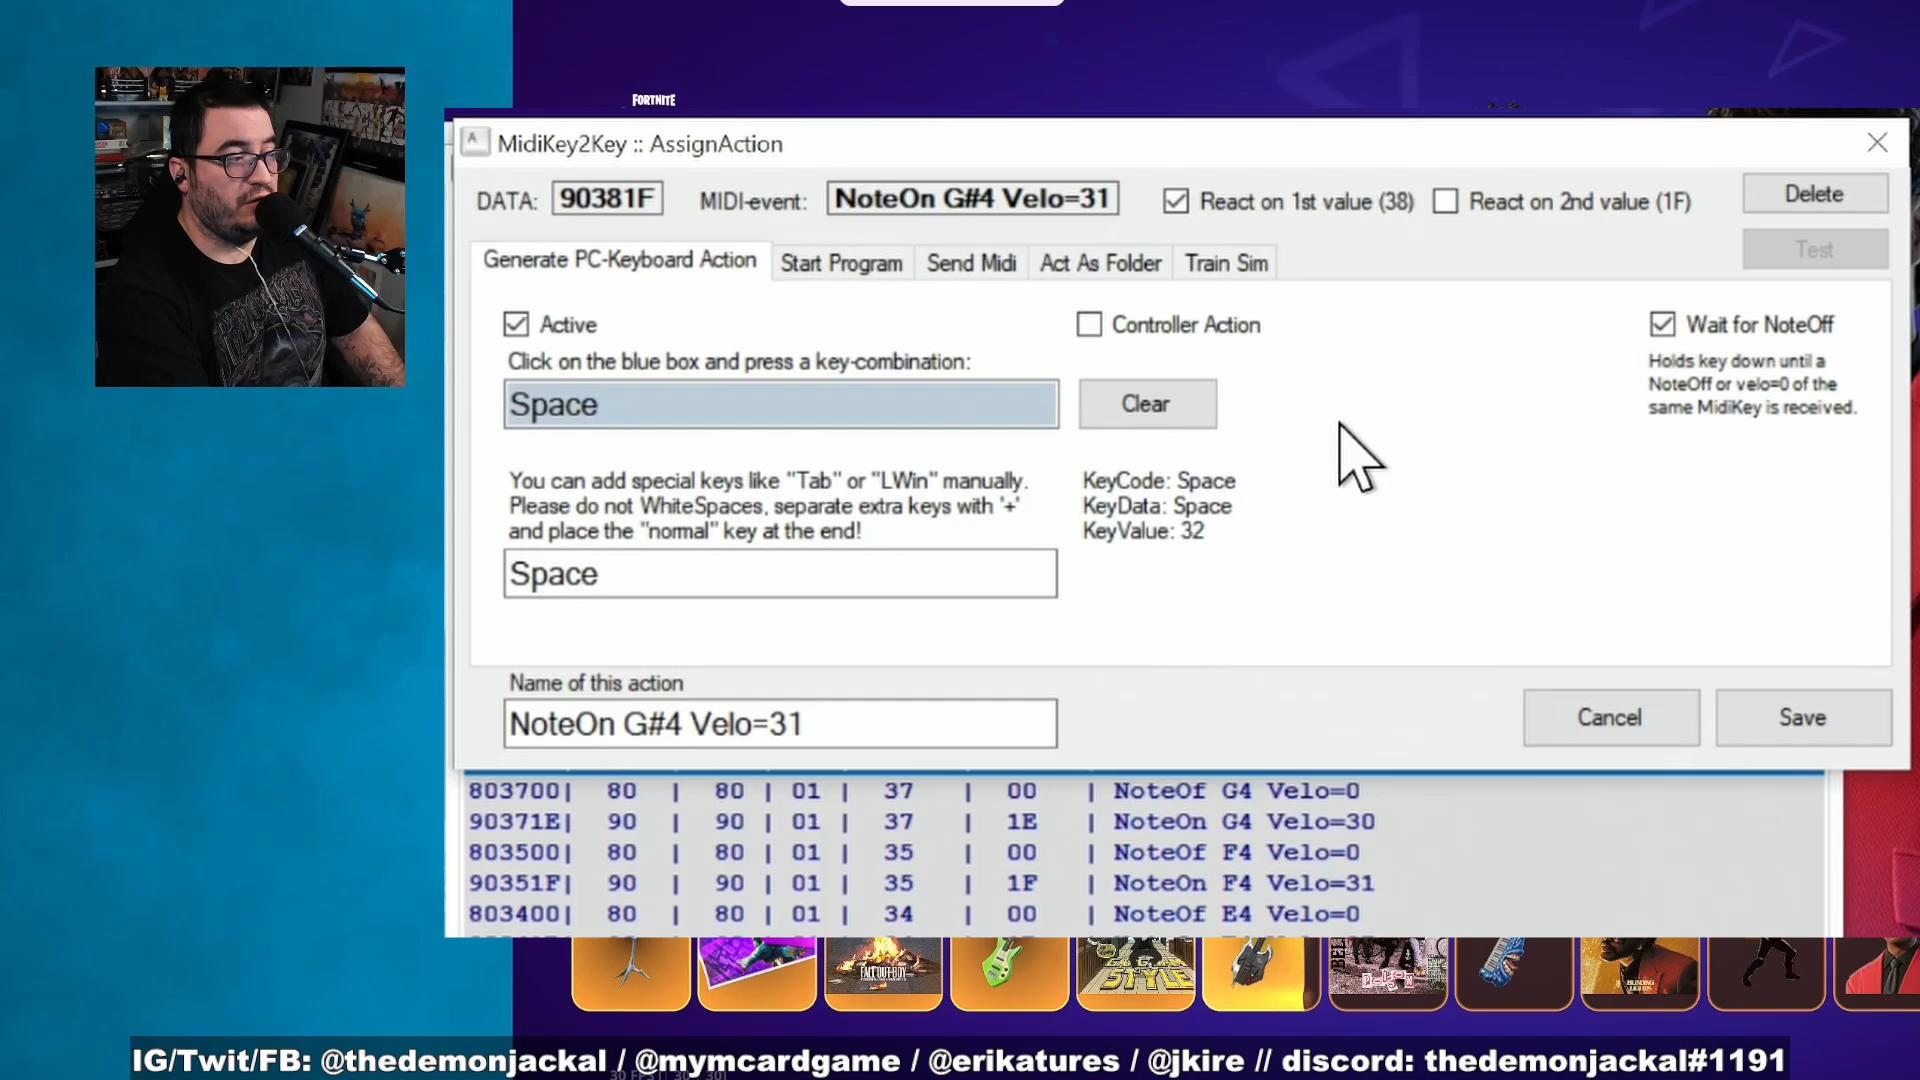 FORTNITE
MidiKey2Key :: AssignAction
DATA: 90381F MIDI-event: NoteOn G#4 Velo=31 React on 1st value (38) React on 2nd value (1F) Delete
Test
Generate PC-Keyboard Action Start Program Send Midi Act As Folder Train Sim
Active Controller Action Wait for NoteOff
Click on the blue box and press a key-combination:
Holds key down until a
NoteOff or velo=0 of the
same MidiKey is received.
Space Clear
You can add special keys like "Tab" or "LWin" manually.
Please do not WhiteSpaces, separate extra keys with '+'
and place the "normal" key at the end!
KeyCode: Space
KeyData: Space
KeyValue: 32
Space
Name of this action
NoteOn G#4 Velo=31 Cancel Save
803700| 80 | 80 | 01 | 37 | 00 | NoteOf G4 Velo=0
90371E| 90 | 90 | 01 | 37 | 1E | NoteOn G4 Velo=30
803500| 80 | 80 | 01 | 35 | 00 | NoteOf F4 Velo=0
90351F| 90 | 90 | 01 | 35 | 1F | NoteOn F4 Velo=31
803400| 80 | 80 | 01 | 34 | 00 | NoteOf E4 Velo=0
FALL OUT BOY
STYLE
BLINDING
LIGHTS
IG/Twit/FB: @thedemonjackal / @mymcardgame / @erikatures / @jkire // discord: thedemonjackal#1191